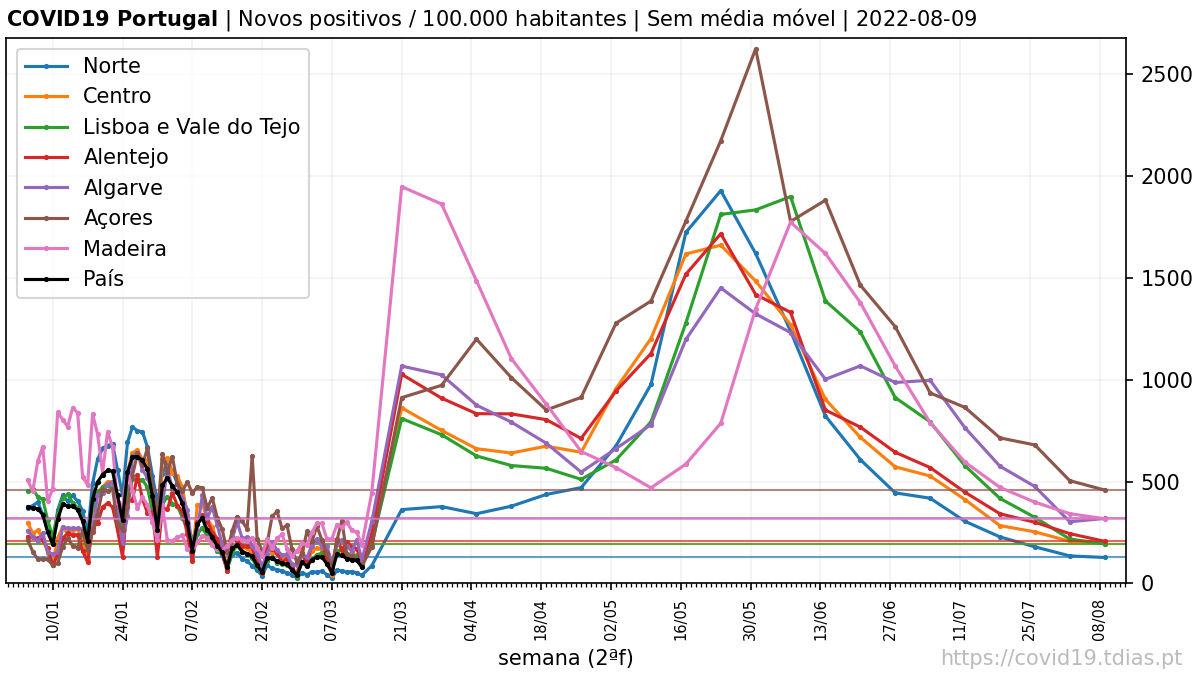 COVID19 Portugal | Novos positivos / 100.000 habitantes | Sem média móvel | 2022-08-09
Norte
Centro
Lisboa e Vale do Tejo
Alentejo
Algarve
Açores
Madeira
País
2500
2000
1500
1000
500
0
10/01
24/01
07/02
21/02
07/03
21/03
04/04
18/04
02/05
16/05
30/05
13/06
27/06
11/07
25/07
08/08
semana (2ªf)
https://covid19.tdias.pt